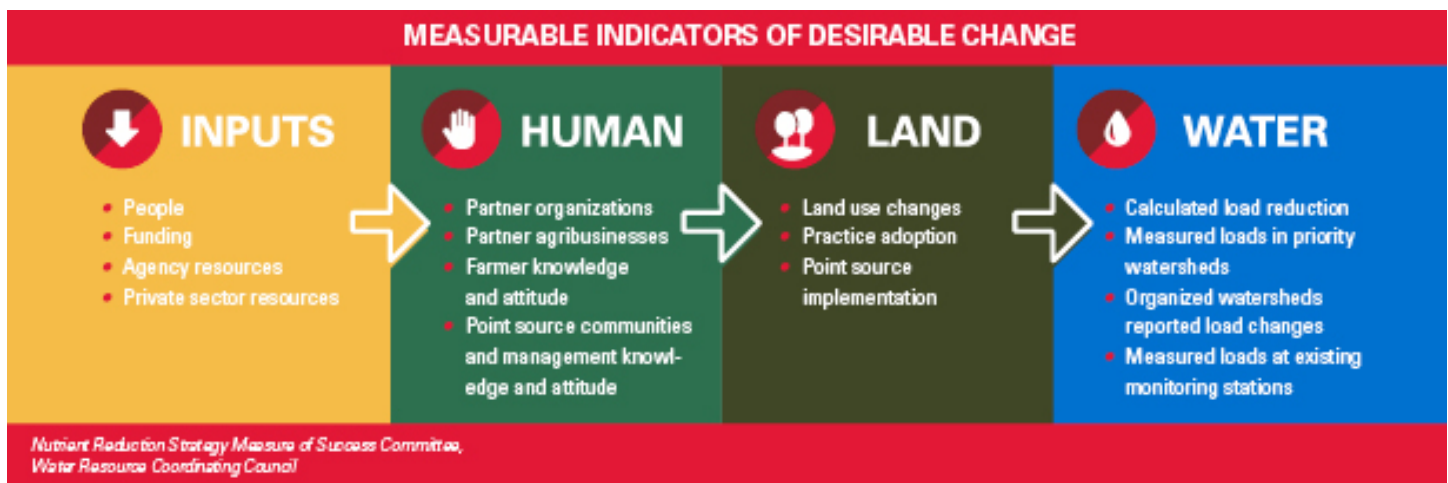 MEASURABLE INDICATORS OF DESIRABLE CHANGE
INPUTS
• People
• Funding
• Agency resources
• Private sector resources
HUMAN
• Partner organizations
• Partner agribusinesses
• Farmer knowledge
and attitude
• Point source communities
and management knowl-
edge and attitude
LAND
• Land use changes
• Practice adoption
• Point source
implementation
WATER
• Calculated load reduction
• Measured loads in priority
watersheds
• Organized watersheds
reported load changes
• Measured loads at existing
monitoring stations
Nutrient Reduction Strategy Measure of Success Committee,
Water Resource Coordinating Council